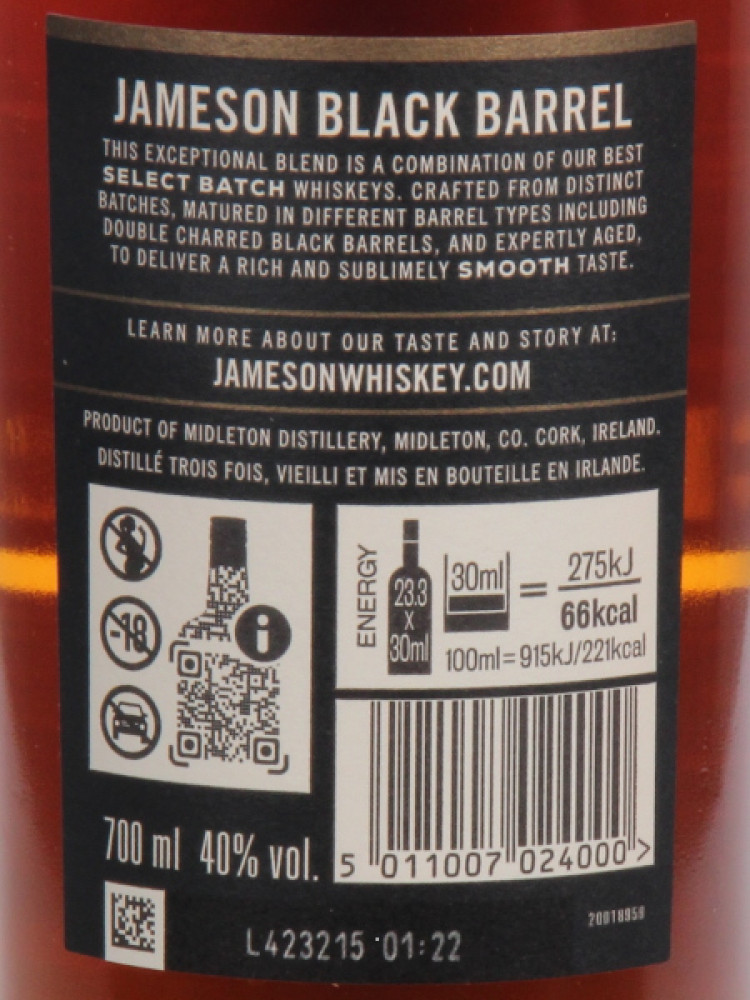 JAMESON BLACK BARREL
THIS EXCEPTIONAL BLEND IS A COMBINATION OF OUR BEST
SELECT BATCH WHISKEYS. CRAFTED FROM DISTINCT
BATCHES, MATURED IN DIFFERENT BARREL TYPES INCLUDING
DOUBLE CHARRED BLACK BARRELS, AND EXPERTLY AGED,
TO DELIVER A RICH AND SUBLIMELY SMOOTH TASTE.
LEARN MORE ABOUT OUR TASTE AND STORY AT:
JAMESONWHISKEY.COM
PRODUCT OF MIDLETON DISTILLERY, MIDLETON, CO. CORK, IRELAND.
DISTILLÉ TROIS FOIS, VIEILLI ET MIS EN BOUTEILLE EN IRLANDE.
-18
i
ENERGY
23.3
X
30ml
30ml
=
275kJ
66kcal
100ml=915kJ/221kcal
5 011007 024000 >
700 ml 40% vol.
L423215 01:22